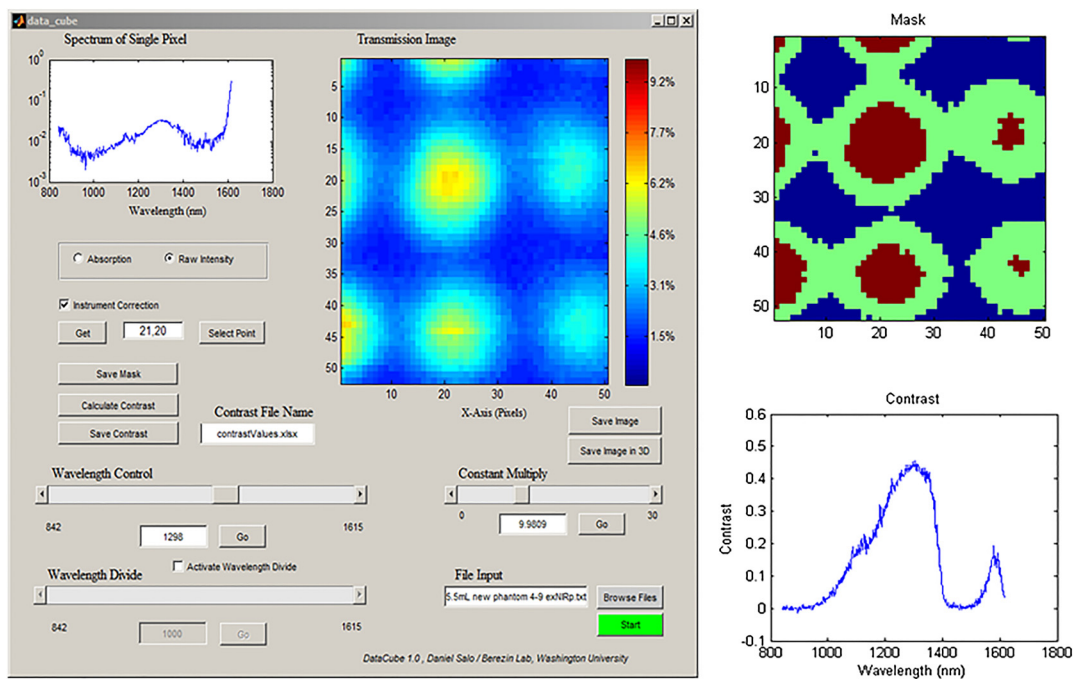 data_cube
Spectrum of Single Pixel
10^0
10^-1
10^-2
10^-3
800 1000 1200 1400 1600 1800
Wavelength (nm)
Absorption
Raw Intensity
Instrument Correction
Get
21,20
Select Point
Save Mask
Calculate Contrast
Save Contrast
Contrast File Name
contrastValues.xlsx
Transmission Image
5
10
15
20
25
30
35
40
45
50
10 20 30 40 50
X-Axis (Pixels)
9.2%
7.7%
6.2%
4.6%
3.1%
1.5%
Save Image
Save Image in 3D
Wavelength Control
842
1615
1298
Go
Constant Multiply
0
30
9.9809
Go
Wavelength Divide
Activate Wavelength Divide
842
1615
1000
Go
File Input
5.5mL new phantom 4-9 exNIRp.txt
Browse Files
Start
DataCube 1.0 , Daniel Salo / Berezin Lab, Washington University
Mask
10
20
30
40
50
10 20 30 40 50
Contrast
0.6
0.5
0.4
0.3
0.2
0.1
0
-0.1
Contrast
800 1000 1200 1400 1600 1800
Wavelength (nm)